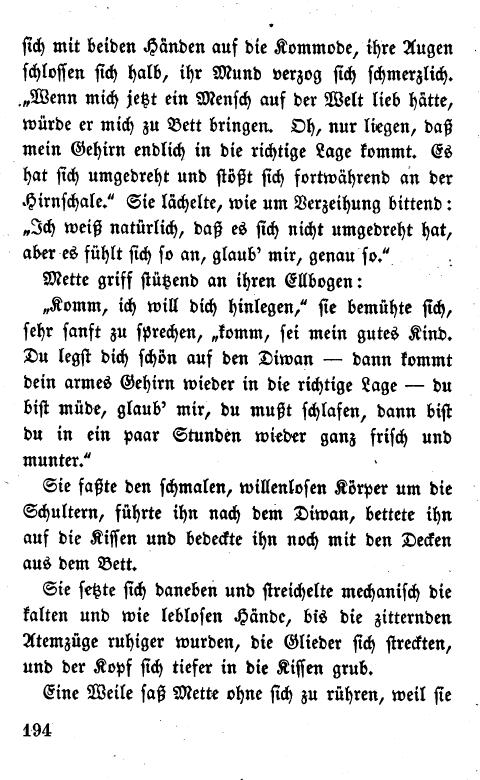 sich mit beiden Händen auf die Kommode, ihre Augen
schlossen sich halb, ihr Mund verzog sich schmerzlich.
„Wenn mich jetzt ein Mensch auf der Welt lieb hätte,
würde er mich zu Bett bringen. Oh, nur liegen, daß
mein Gehirn endlich in die richtige Lage kommt. Es
hat sich umgedreht und stößt sich fortwährend an der
Hirnschale.“ Sie lächelte, wie um Verzeihung bittend:
„Ich weiß natürlich, daß es sich nicht umgedreht hat,
aber es fühlt sich so an, glaub’ mir, genau so.“
Mette griff stützend an ihren Ellbogen:
„Komm, ich will dich hinlegen,“ sie bemühte sich,
sehr sanft zu sprechen, „komm, sei mein gutes Kind.
Du legst dich schön auf den Diwan — dann kommt
dein armes Gehirn wieder in die richtige Lage — du
bist müde, glaub’ mir, du mußt schlafen, dann bist
du in ein paar Stunden wieder ganz frisch und
munter.“
Sie faßte den schmalen, willenlosen Körper um die
Schultern, führte ihn nach dem Diwan, bettete ihn
auf die Kissen und bedeckte ihn noch mit den Decken
aus dem Bett.
Sie setzte sich daneben und streichelte mechanisch die
kalten und wie leblosen Hände, bis die zitternden
Atemzüge ruhiger wurden, die Glieder sich streckten,
und der Kopf sich tiefer in die Kissen grub.
Eine Weile saß Mette ohne sich zu rühren, weil sie
194